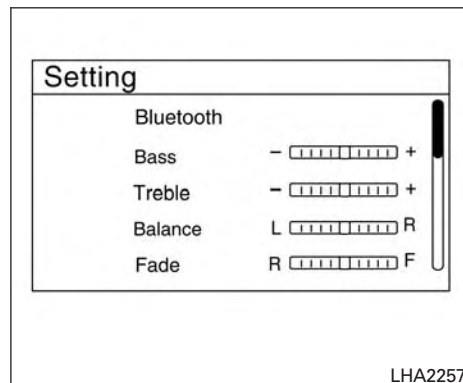 Setting
Bluetooth
Bass - +
Treble - +
Balance L R
Fade R F
LHA2257